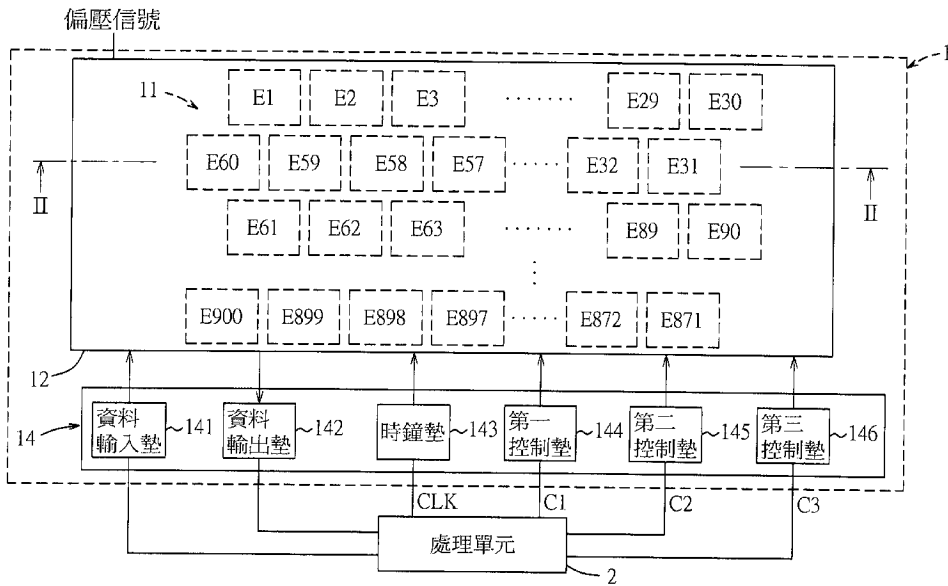 偏壓信號
1
11
E1 E2 E3 ······· E29 E30
E60 E59 E58 E57 ····· E32 E31
II II
E61 E62 E63 ······· E89 E90
E900 E899 E898 E897 ····· E872 E871
12
14
資料
輸入墊
141
資料
輸出墊
142
時鐘墊
143
第一
控制墊
144
第二
控制墊
145
第三
控制墊
146
CLK C1 C2 C3
處理單元
2